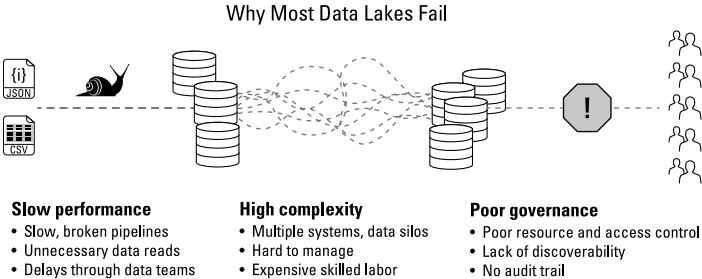 Why Most Data Lakes Fail
{i}
JSON
CSV
!
Slow performance
• Slow, broken pipelines
• Unnecessary data reads
• Delays through data teams
High complexity
• Multiple systems, data silos
• Hard to manage
• Expensive skilled labor
Poor governance
• Poor resource and access control
• Lack of discoverability
• No audit trail